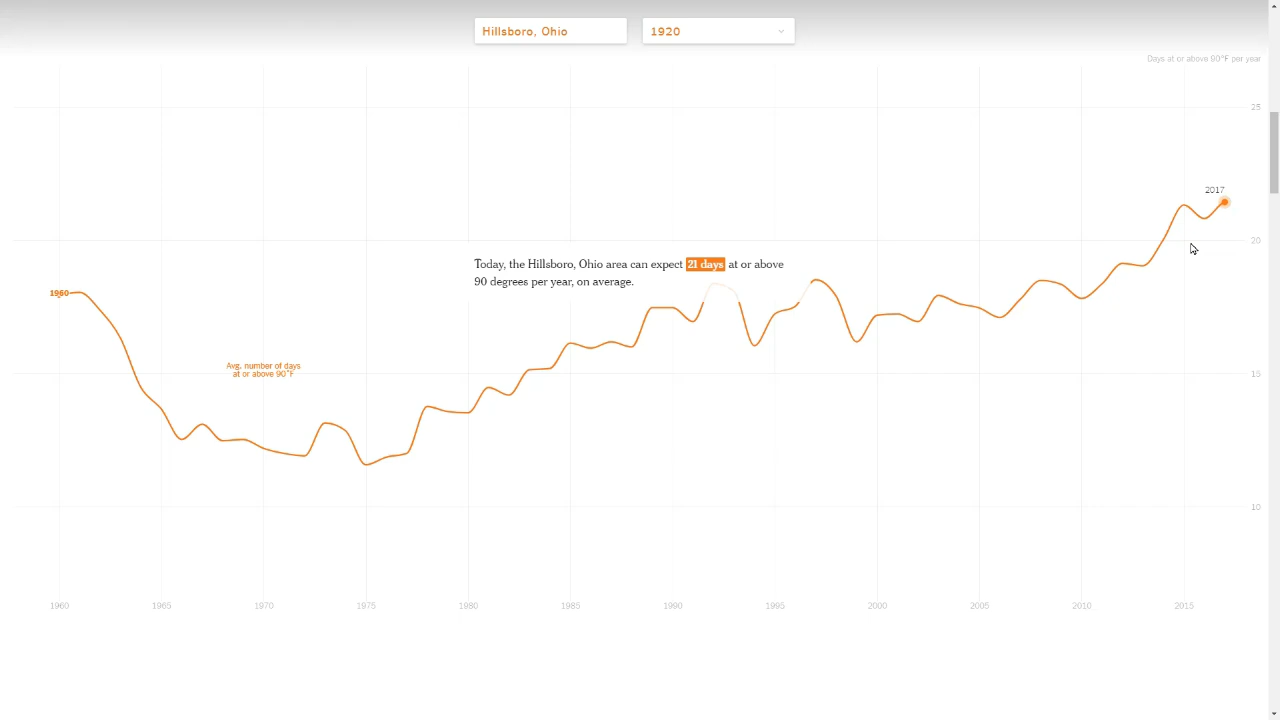 Hillsboro, Ohio
1920
Days at or above 90°F per year
25
2017
20
Today, the Hillsboro, Ohio area can expect 21 days at or above
90 degrees per year, on average.
1960
Avg. number of days
at or above 90°F
15
10
1960 1965 1970 1975 1980 1985 1990 1995 2000 2005 2010 2015